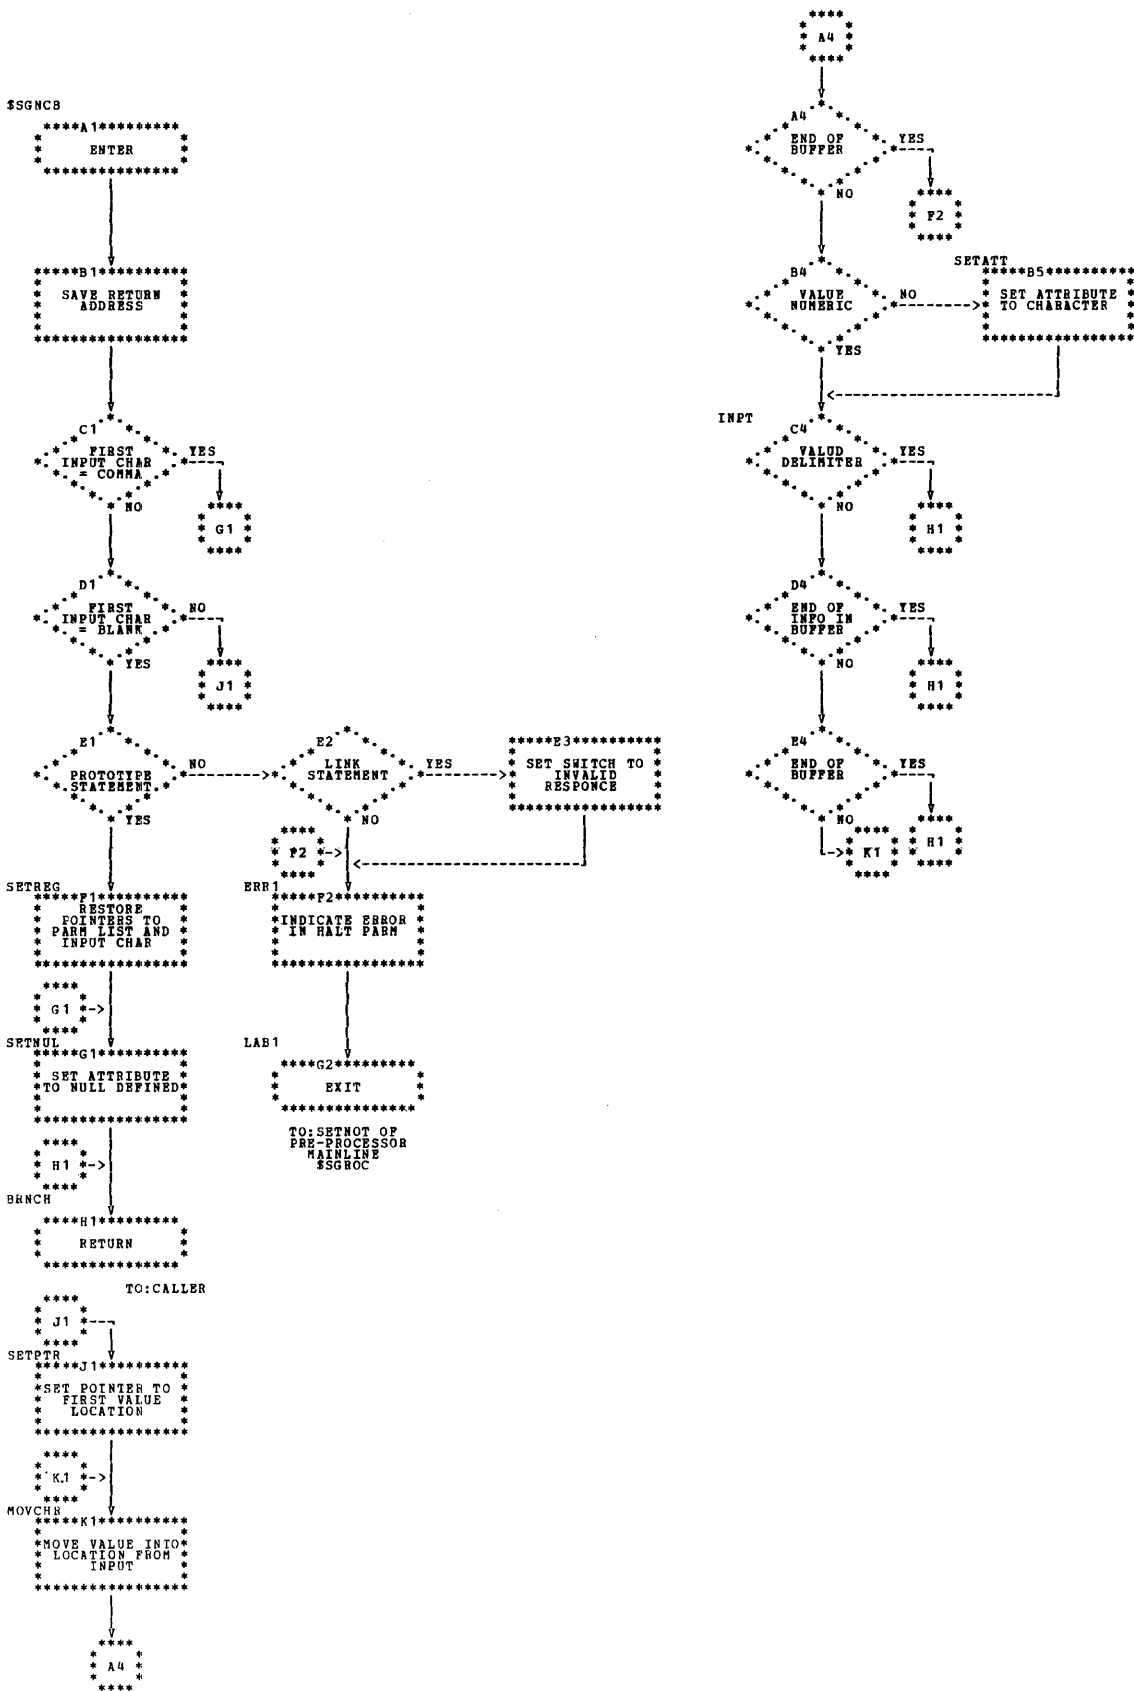 $SGNCB
A1
ENTER
B1
SAVE RETURN
ADDRESS
C1
FIRST
INPUT CHAR
= COMMA
YES
NO
G1
D1
FIRST
INPUT CHAR
= BLANK
NO
YES
J1
E1
PROTOTYPE
STATEMENT
NO
YES
E2
LINK
STATEMENT
YES
NO
E3
SET SWITCH TO
INVALID
RESPONCE
F2
SETREG
F1
RESTORE
POINTERS TO
PARM LIST AND
INPUT CHAR
ERR1
F2
INDICATE ERROR
IN HALT PARM
G1
SETNUL
G1
SET ATTRIBUTE
TO NULL DEFINED
LAB1
G2
EXIT
TO:SETNOT OF
PRE-PROCESSOR
MAINLINE
$SGROC
H1
BRNCH
H1
RETURN
TO:CALLER
J1
SETPTR
J1
SET POINTER TO
FIRST VALUE
LOCATION
K1
MOVCHR
K1
MOVE VALUE INTO
LOCATION FROM
INPUT
A4
A4
A4
END OF
BUFFER
YES
NO
F2
B4
VALUE
NUMERIC
NO
YES
SETATT
B5
SET ATTRIBUTE
TO CHARACTER
INPT
C4
VALUD
DELIMITER
YES
NO
H1
D4
END OF
INFO IN
BUFFER
YES
NO
H1
E4
END OF
BUFFER
YES
NO
H1
K1